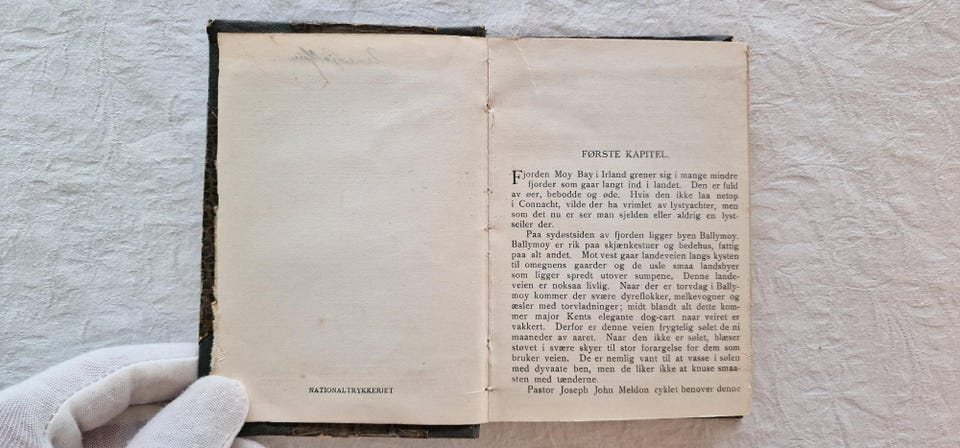 NATIONALTRYKKERIET
FØRSTE KAPITEL.
Fjorden Moy Bay i Irland grener sig i mange mindre
fjorder som gaar langt ind i landet. Den er fuld
av øer, bebodde og øde. Hvis den ikke laa netop
i Connacht, vilde der ha vrimlet av lystyachter, men
som det nu er ser man sjelden eller aldrig en lyst-
seiler der.
Paa sydøstsiden av fjorden ligger byen Ballymoy.
Ballymoy er rik paa skjænkestuer og bedehus, fattig
paa alt andet. Mot vest gaar landeveien langs kysten
til omegnens gaarder og de usle smaa landsbyer
som ligger spredt utover sumpene. Denne lande-
veien er noksaa livlig. Naar der er torvdag i Bally-
moy kommer der svære dyreflokker, melkevogner og
æsler med torvladninger; midt blandt alt dette kom-
mer major Kents elegante dog-cart naar veiret er
vakkert. Derfor er denne veien frygtelig sølet de ni
maaneder av aaret. Naar den ikke er sølet, blæser
støvet i svære skyer til stor forargelse for dem som
bruker veien. De er nemlig vant til at vasse i sølen
med dyvaate ben, men de liker ikke at knuse smaa-
sten med tænderne.
Pastor Joseph John Meldon cyklet henover denne